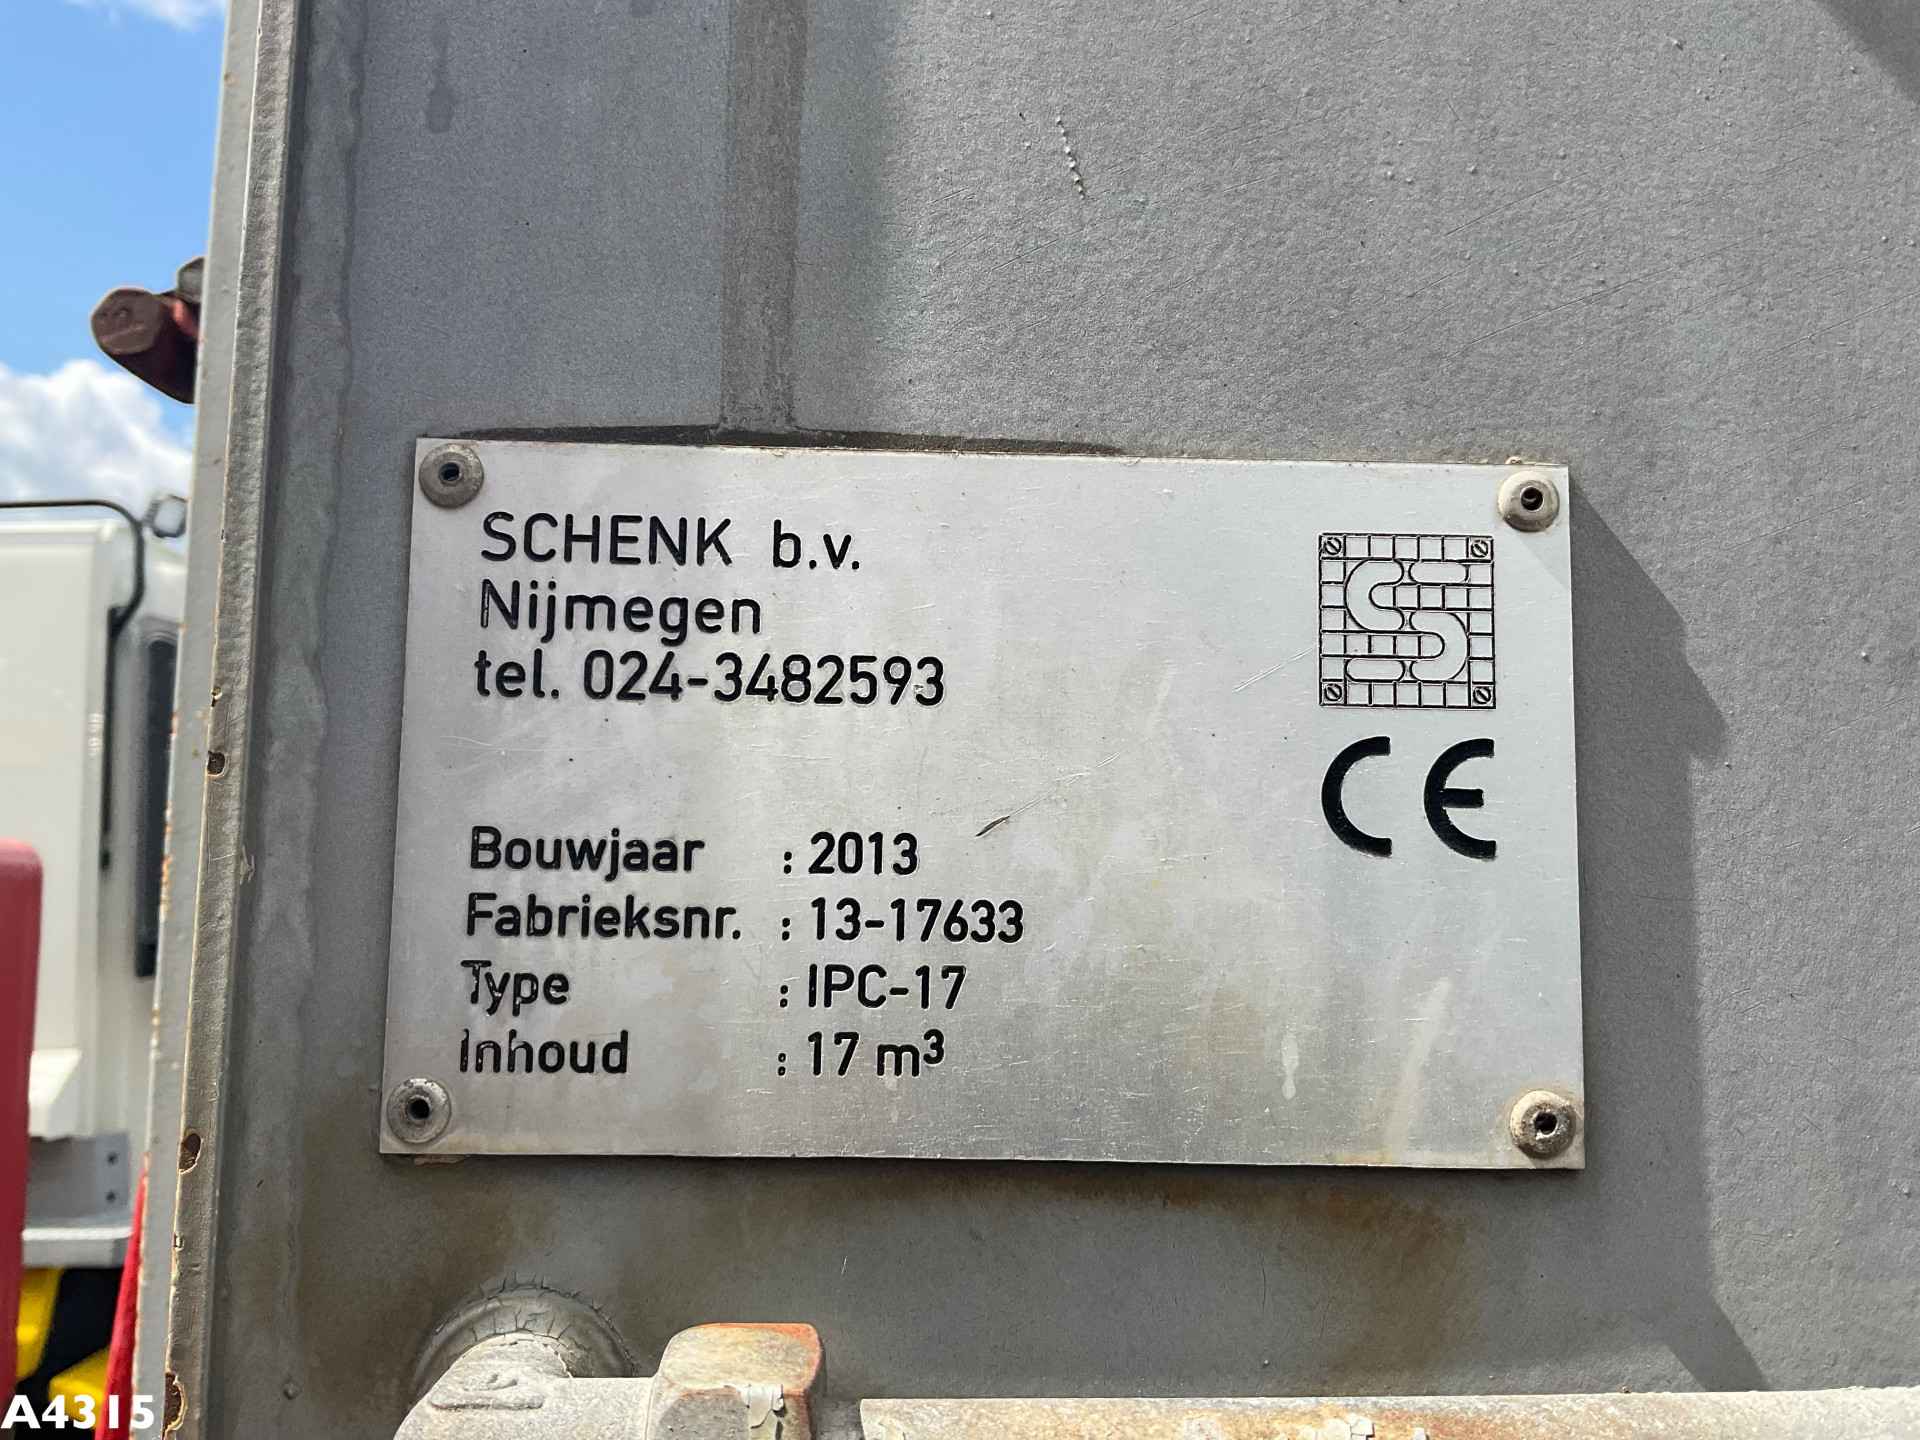 SCHENK b.v.
Nijmegen
tel. 024-3482593
CE
Bouwjaar : 2013
Fabrieksnr. : 13-17633
Type : IPC-17
Inhoud : 17 m³
A4315